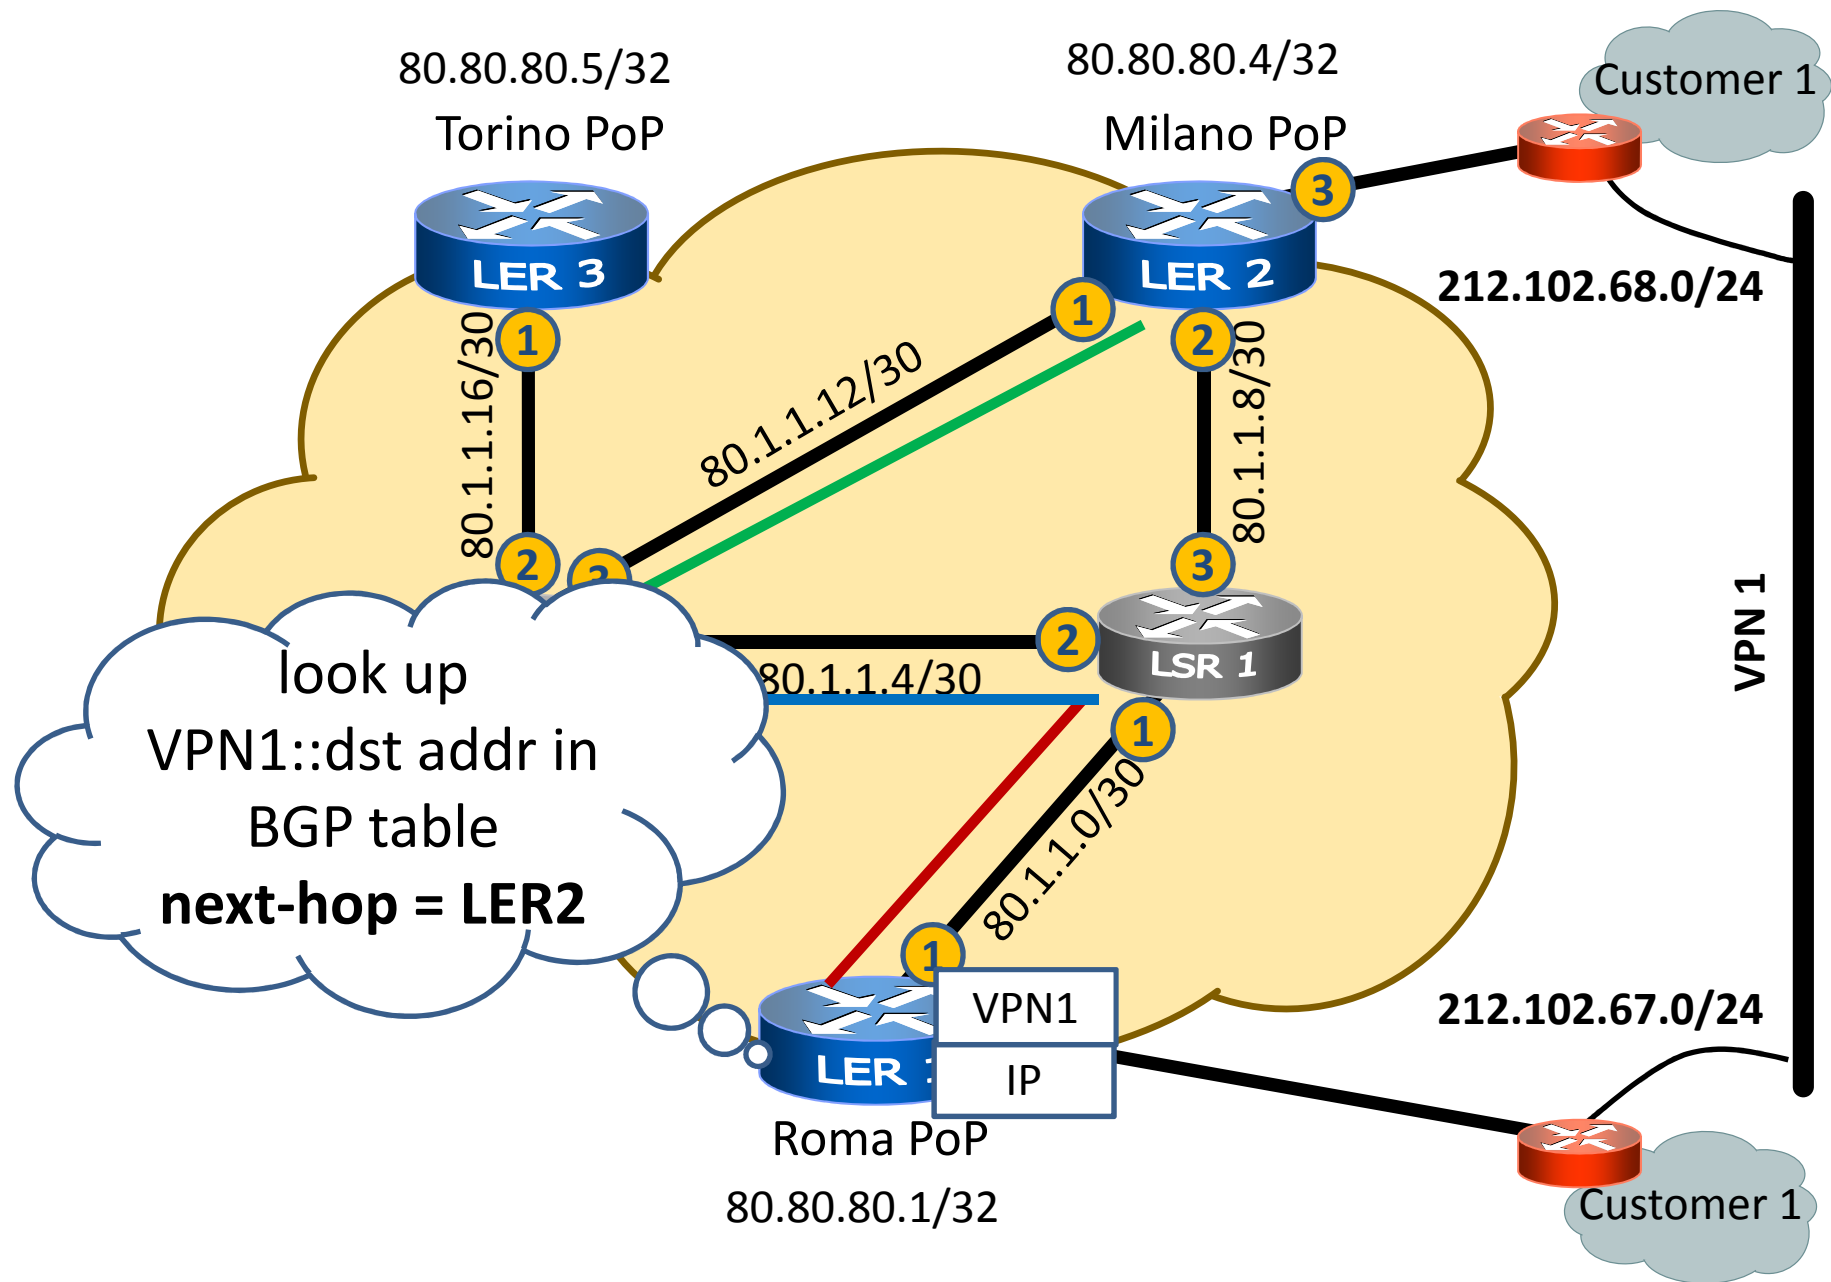 80.80.80.5/32
Torino PoP
80.80.80.4/32
Milano PoP
Customer 1
3
LER 3
LER 2
212.102.68.0/24
1
1
2
80.1.1.16/30
80.1.1.12/30
80.1.1.8/30
2
3
2
LSR 1
80.1.1.4/30
1
VPN 1
look up
VPN1::dst addr in
BGP table
next-hop = LER2
80.1.1.0/30
1
VPN1
IP
LER
212.102.67.0/24
Roma PoP
80.80.80.1/32
Customer 1